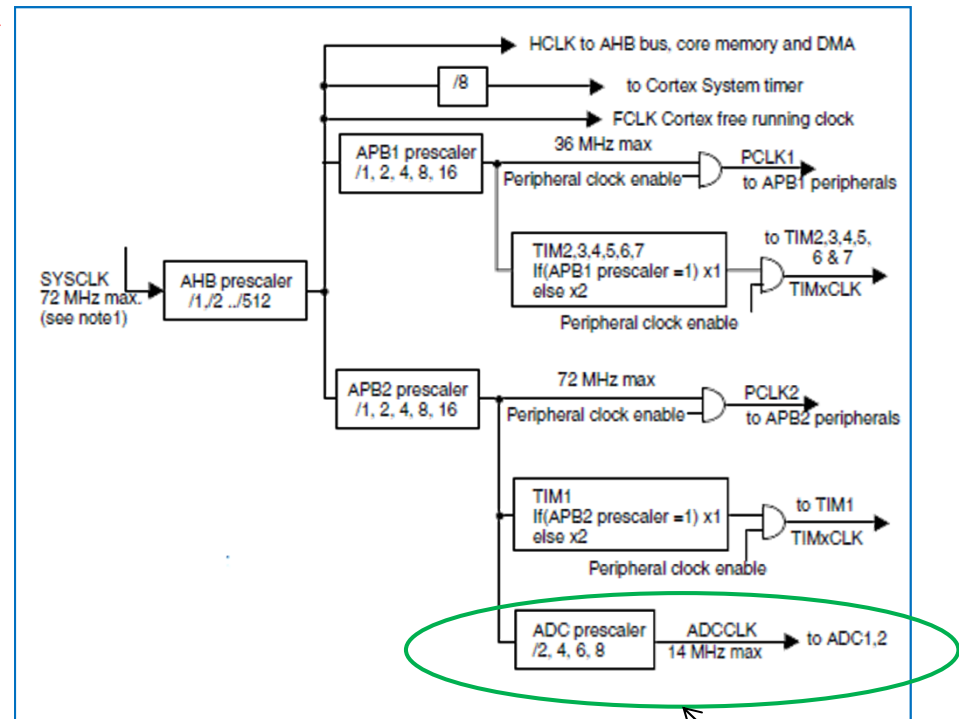 HCLK to AHB bus, core memory and DMA
/8
to Cortex System timer
FCLK Cortex free running clock
APB1 prescaler
/1, 2, 4, 8, 16
36 MHz max
Peripheral clock enable
PCLK1
to APB1 peripherals
TIM2,3,4,5,6,7
If(APB1 prescaler =1) x1
else x2
to TIM2,3,4,5,
6 & 7
TIMxCLK
Peripheral clock enable
SYSCLK
72 MHz max.
(see note1)
AHB prescaler
/1,/2 ../512
APB2 prescaler
/1, 2, 4, 8, 16
72 MHz max
Peripheral clock enable
PCLK2
to APB2 peripherals
TIM1
If(APB2 prescaler =1) x1
else x2
to TIM1
TIMxCLK
Peripheral clock enable
ADC prescaler
/2, 4, 6, 8
ADCCLK
14 MHz max
to ADC1,2